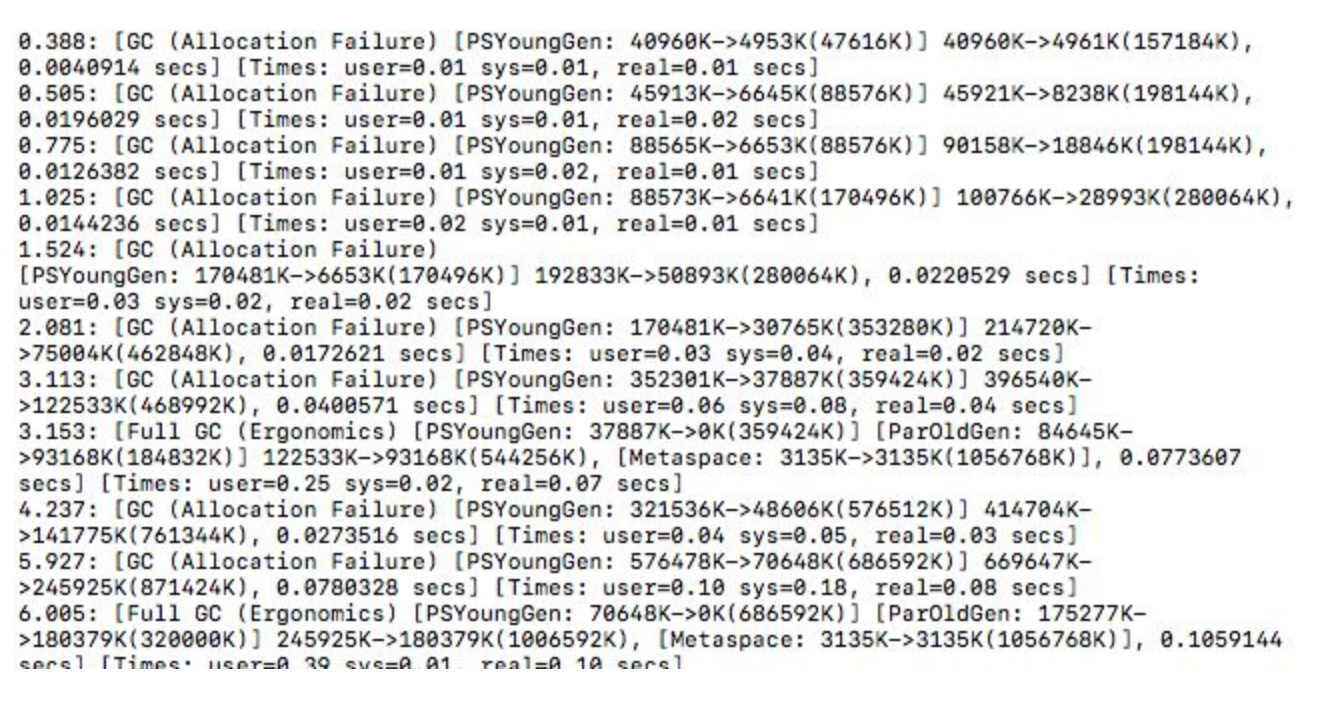 0.388: [GC (Allocation Failure) [PSYoungGen: 40960K->4953K(47616K)] 40960K->4961K(157184K),
0.0040914 secs] [Times: user=0.01 sys=0.01, real=0.01 secs]
0.505: [GC (Allocation Failure) [PSYoungGen: 45913K->6645K(88576K)] 45921K->8238K(198144K),
0.0196029 secs] [Times: user=0.01 sys=0.01, real=0.02 secs]
0.775: [GC (Allocation Failure) [PSYoungGen: 88565K->6653K(88576K)] 90158K->18846K(198144K),
0.0126382 secs] [Times: user=0.01 sys=0.02, real=0.01 secs]
1.025: [GC (Allocation Failure) [PSYoungGen: 88573K->6641K(170496K)] 100766K->28993K(280064K),
0.0144236 secs] [Times: user=0.02 sys=0.01, real=0.01 secs]
1.524: [GC (Allocation Failure)
[PSYoungGen: 170481K->6653K(170496K)] 192833K->50893K(280064K), 0.0220529 secs] [Times:
user=0.03 sys=0.02, real=0.02 secs]
2.081: [GC (Allocation Failure) [PSYoungGen: 170481K->30765K(353280K)] 214720K-
>75004K(462848K), 0.0172621 secs] [Times: user=0.03 sys=0.04, real=0.02 secs]
3.113: [GC (Allocation Failure) [PSYoungGen: 352301K->37887K(359424K)] 396540K-
>122533K(468992K), 0.0400571 secs] [Times: user=0.06 sys=0.08, real=0.04 secs]
3.153: [Full GC (Ergonomics) [PSYoungGen: 37887K->0K(359424K)] [ParOldGen: 84645K-
>93168K(184832K)] 122533K->93168K(544256K), [Metaspace: 3135K->3135K(1056768K)], 0.0773607
secs] [Times: user=0.25 sys=0.02, real=0.07 secs]
4.237: [GC (Allocation Failure) [PSYoungGen: 321536K->48606K(576512K)] 414704K-
>141775K(761344K), 0.0273516 secs] [Times: user=0.04 sys=0.05, real=0.03 secs]
5.927: [GC (Allocation Failure) [PSYoungGen: 576478K->70648K(686592K)] 669647K-
>245925K(871424K), 0.0780328 secs] [Times: user=0.10 sys=0.18, real=0.08 secs]
6.005: [Full GC (Ergonomics) [PSYoungGen: 70648K->0K(686592K)] [ParOldGen: 175277K-
>180379K(320000K)] 245925K->180379K(1006592K), [Metaspace: 3135K->3135K(1056768K)], 0.1059144
secs] [Times: user=0.39 sys=0.01, real=0.10 secs]